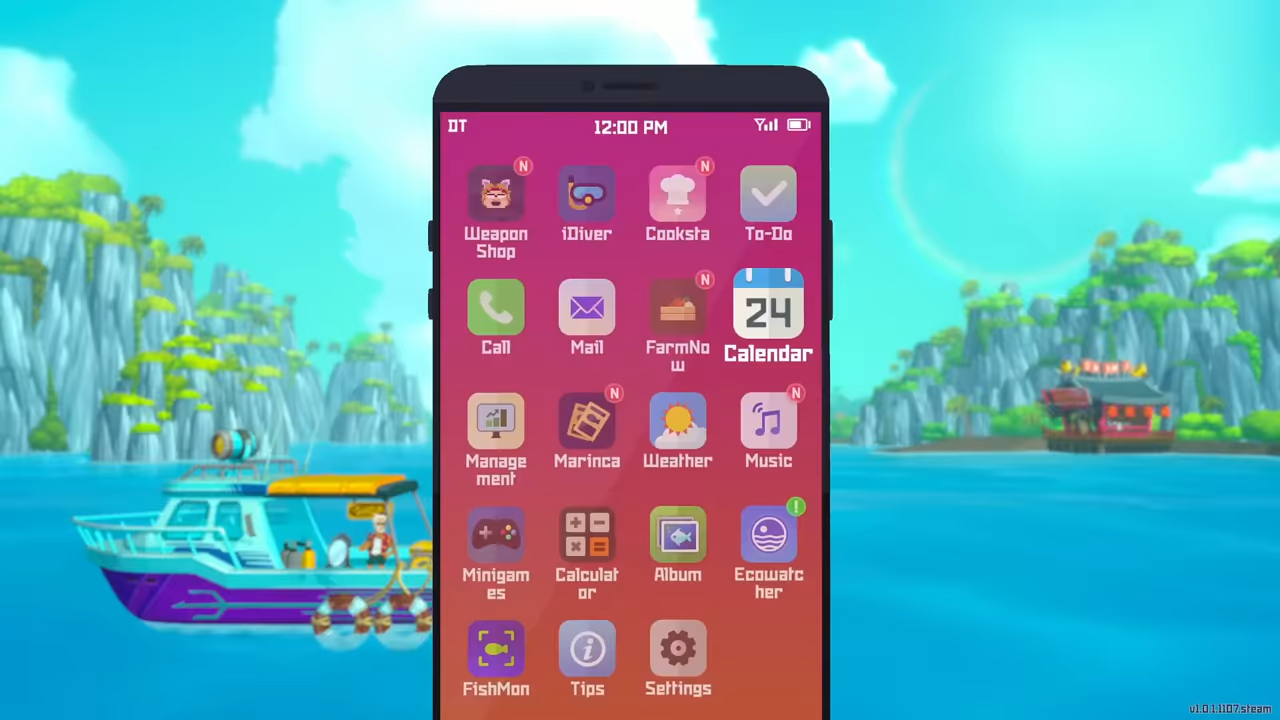 DT
12:00 PM
N
N
Weapon
Shop
iDiver
Cooksta
To-Do
N
24
Call
Mail
FarmNo
w
Calendar
N
N
Manage
ment
Marinca
Weather
Music
!
Minigam
es
Calculat
or
Album
Ecowatc
her
i
FishMon
Tips
Settings
v1.0.1.1107.steam